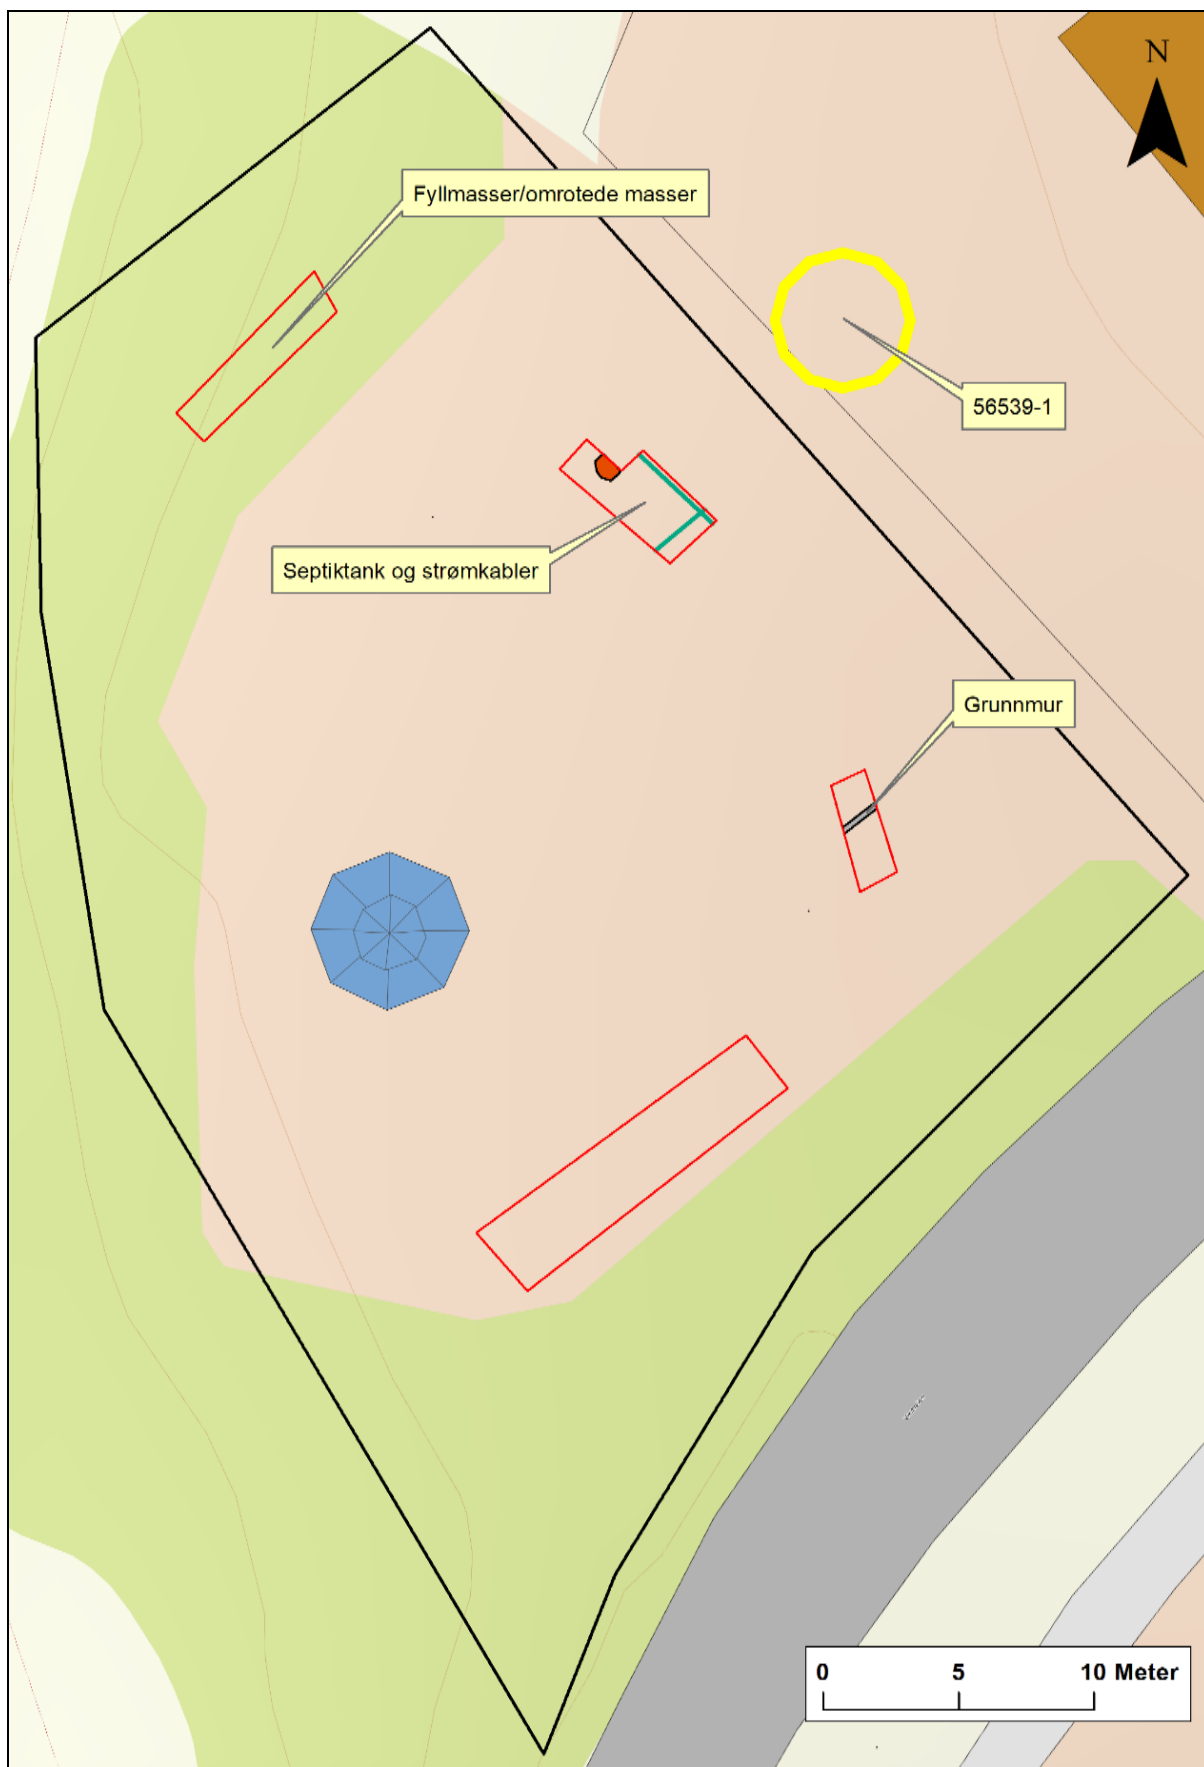 N
Fyllmasser/omrotede masser
56539-1
Septiktank og strømkabler
Grunnmur
0 5 10 Meter